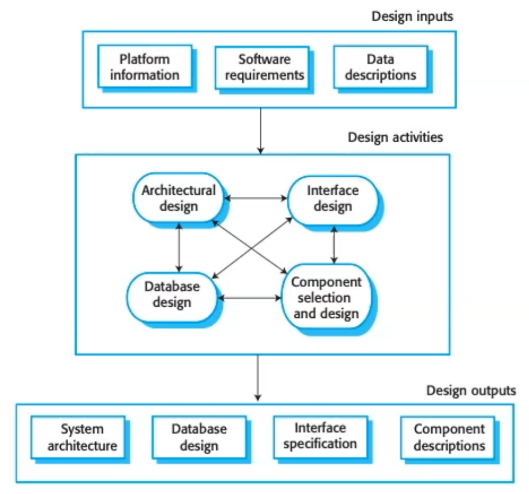 Design inputs
Platform
information
Software
requirements
Data
descriptions
Design activities
Architectural
design
Interface
design
Database
design
Component
selection
and design
Design outputs
System
architecture
Database
design
Interface
specification
Component
descriptions